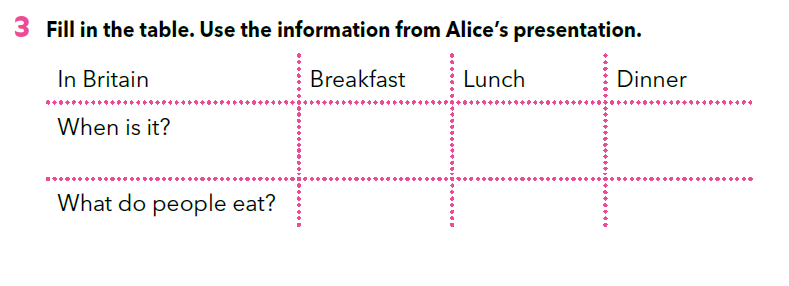 3 Fill in the table. Use the information from Alice's presentation.
In Britain Breakfast Lunch Dinner
When is it?
What do people eat?